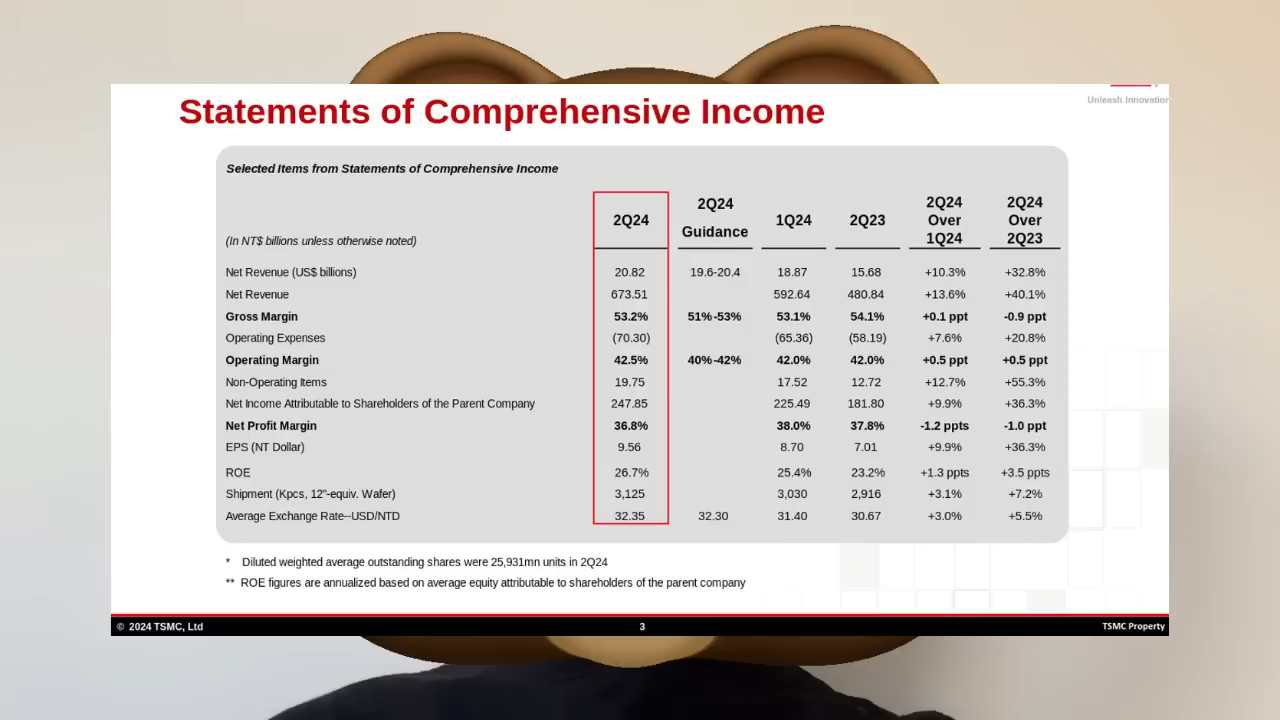 Unleash Innovation
Statements of Comprehensive Income
Selected Items from Statements of Comprehensive Income
(In NT$ billions unless otherwise noted) 2Q24 2Q24 Guidance 1Q24 2Q23 2Q24 Over 1Q24 2Q24 Over 2Q23
Net Revenue (US$ billions) 20.82 19.6-20.4 18.87 15.68 +10.3% +32.8%
Net Revenue 673.51 592.64 480.84 +13.6% +40.1%
Gross Margin 53.2% 51%-53% 53.1% 54.1% +0.1 ppt -0.9 ppt
Operating Expenses (70.30) (65.36) (58.19) +7.6% +20.8%
Operating Margin 42.5% 40%-42% 42.0% 42.0% +0.5 ppt +0.5 ppt
Non-Operating Items 19.75 17.52 12.72 +12.7% +55.3%
Net Income Attributable to Shareholders of the Parent Company 247.85 225.49 181.80 +9.9% +36.3%
Net Profit Margin 36.8% 38.0% 37.8% -1.2 ppts -1.0 ppt
EPS (NT Dollar) 9.56 8.70 7.01 +9.9% +36.3%
ROE 26.7% 25.4% 23.2% +1.3 ppts +3.5 ppts
Shipment (Kpcs, 12"-equiv. Wafer) 3,125 3,030 2,916 +3.1% +7.2%
Average Exchange Rate--USD/NTD 32.35 32.30 31.40 30.67 +3.0% +5.5%
* Diluted weighted average outstanding shares were 25,931mn units in 2Q24
** ROE figures are annualized based on average equity attributable to shareholders of the parent company
© 2024 TSMC, Ltd 3 TSMC Property